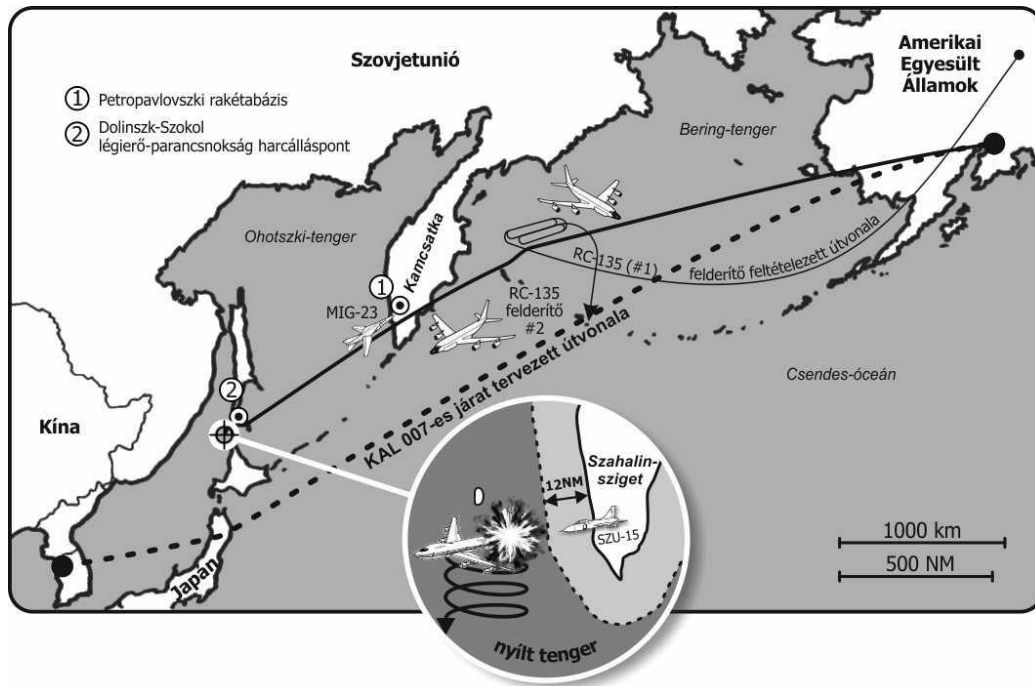 Szovjetunió
Amerikai
Egyesült
Államok
1 Petropavlovszki rakétabázis
2 Dolinszk-Szokol
légierő-parancsnokság harcálláspont
Bering-tenger
Ohotszki-tenger
Kamcsatka
1
MIG-23
RC-135 (#1)
felderítő feltételezett útvonala
RC-135
felderítő
#2
KAL 007-es járat tervezett útvonala
Csendes-óceán
2
Kína
Japán
Szahalin-
sziget
12NM
SZU-15
nyílt tenger
1000 km
500 NM